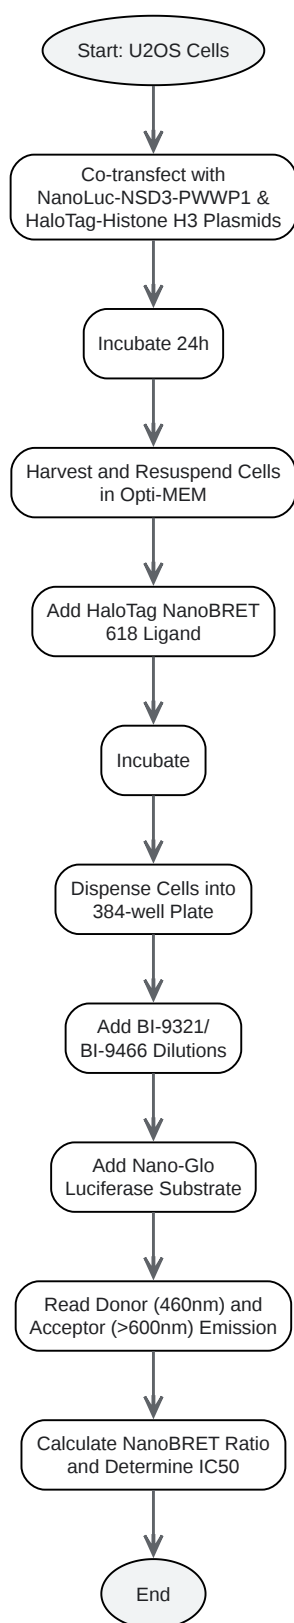 Start: U2OS Cells
Co-transfect with
NanoLuc-NSD3-PWWP1 &
HaloTag-Histone H3 Plasmids
Incubate 24h
Harvest and Resuspend Cells
in Opti-MEM
Add HaloTag NanoBRET
618 Ligand
Incubate
Dispense Cells into
384-well Plate
Add BI-9321/
BI-9466 Dilutions
Add Nano-Glo
Luciferase Substrate
Read Donor (460nm) and
Acceptor (>600nm) Emission
Calculate NanoBRET Ratio
and Determine IC50
End